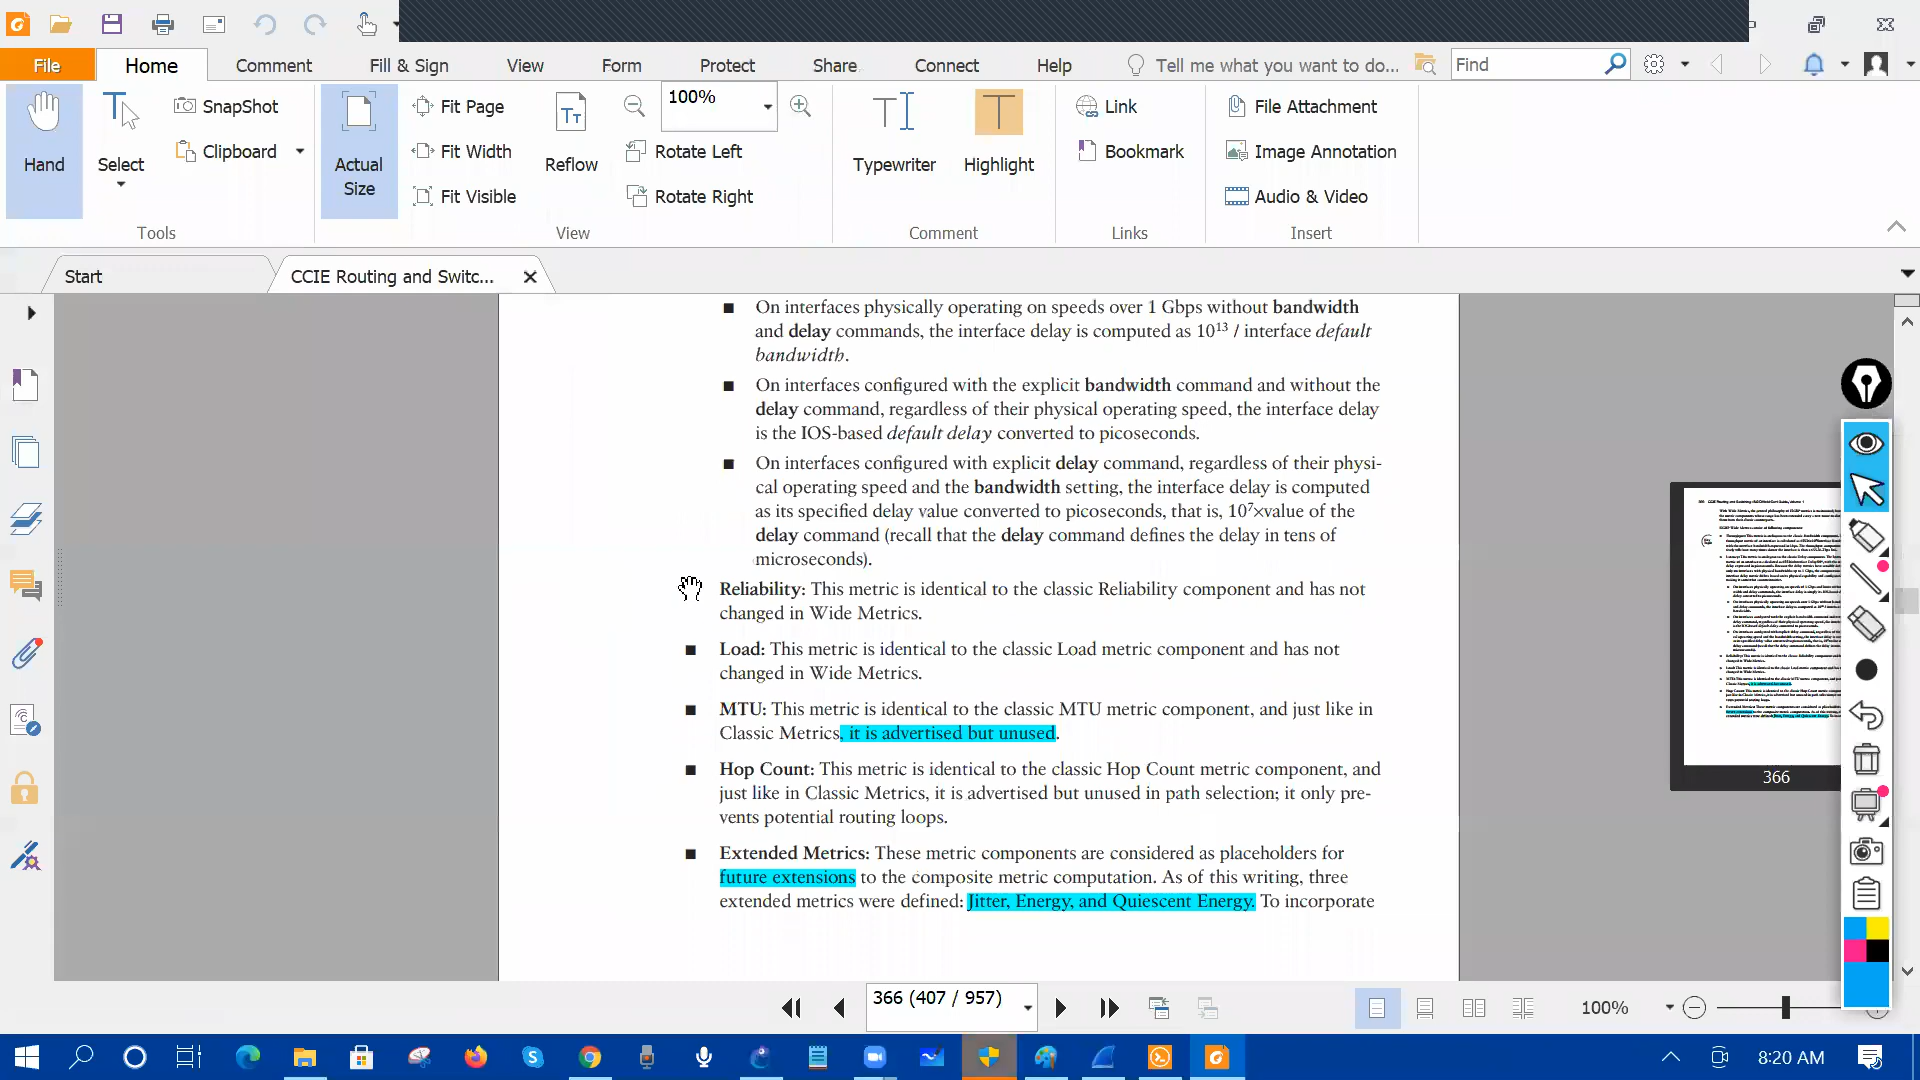 File
Home
Comment
Fill & Sign
View
Form
Protect
Share
Connect
Help
Tell me what you want to do...
Find
Hand
Select
SnapShot
Clipboard
Tools
Actual
Size
Fit Page
Fit Width
Fit Visible
Reflow
100%
Rotate Left
Rotate Right
View
Typewriter
Highlight
Comment
Link
Bookmark
Links
File Attachment
Image Annotation
Audio & Video
Insert
Start
CCIE Routing and Switc...
■ On interfaces physically operating on speeds over 1 Gbps without bandwidth
and delay commands, the interface delay is computed as 10¹³ / interface default
bandwidth.
■ On interfaces configured with the explicit bandwidth command and without the
delay command, regardless of their physical operating speed, the interface delay
is the IOS-based default delay converted to picoseconds.
■ On interfaces configured with explicit delay command, regardless of their physi-
cal operating speed and the bandwidth setting, the interface delay is computed
as its specified delay value converted to picoseconds, that is, 10⁷×value of the
delay command (recall that the delay command defines the delay in tens of
microseconds).
Reliability: This metric is identical to the classic Reliability component and has not
changed in Wide Metrics.
■ Load: This metric is identical to the classic Load metric component and has not
changed in Wide Metrics.
■ MTU: This metric is identical to the classic MTU metric component, and just like in
Classic Metrics, it is advertised but unused.
■ Hop Count: This metric is identical to the classic Hop Count metric component, and
just like in Classic Metrics, it is advertised but unused in path selection; it only pre-
vents potential routing loops.
■ Extended Metrics: These metric components are considered as placeholders for
future extensions to the composite metric computation. As of this writing, three
extended metrics were defined: Jitter, Energy, and Quiescent Energy. To incorporate
366
366 (407 / 957)
100%
8:20 AM